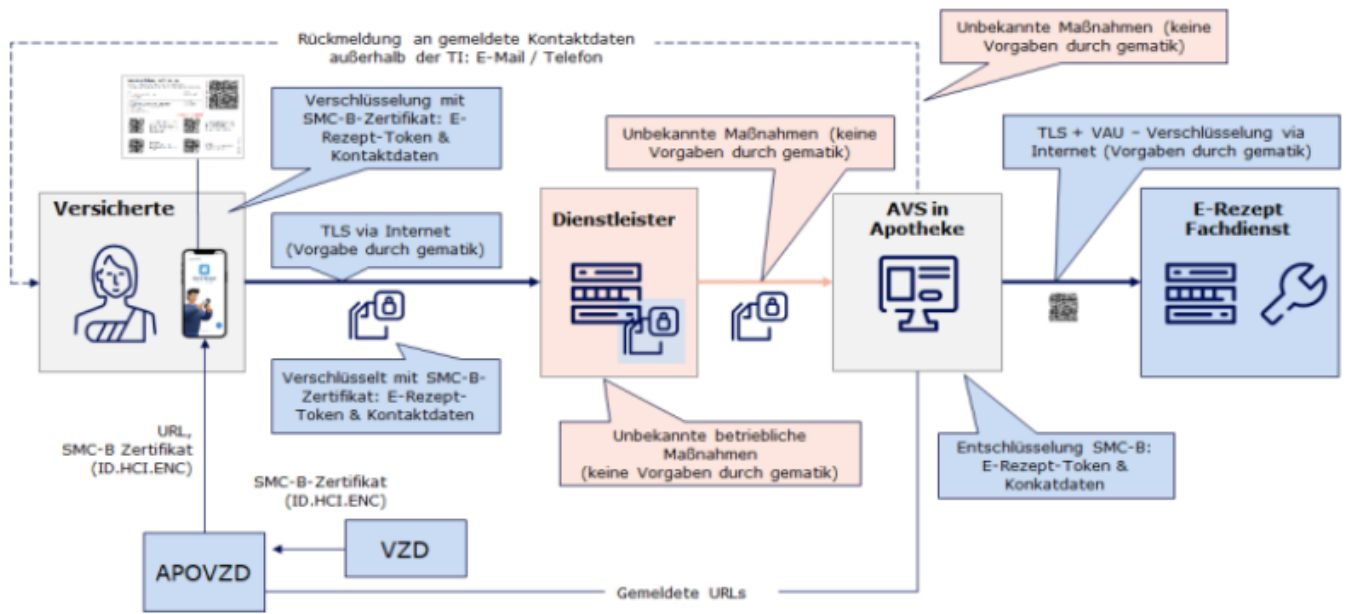 Rückmeldung an gemeldete Kontaktdaten
außerhalb der TI: E-Mail / Telefon
Unbekannte Maßnahmen (keine
Vorgaben durch gematik)
Verschlüsselung mit
SMC-B-Zertifikat: E-
Rezept-Token &
Kontaktdaten
Unbekannte Maßnahmen (keine
Vorgaben durch gematik)
TLS + VAU – Verschlüsselung via
Internet (Vorgaben durch gematik)
Versicherte
TLS via Internet
(Vorgabe durch gematik)
Dienstleister
AVS in
Apotheke
E-Rezept
Fachdienst
Verschlüsselt mit SMC-B-
Zertifikat: E-Rezept-
Token & Kontaktdaten
Unbekannte betriebliche
Maßnahmen
(keine Vorgaben durch gematik)
Entschlüsselung SMC-B:
E-Rezept-Token &
Konkatdaten
URL,
SMC-B Zertifikat
(ID.HCI.ENC)
SMC-B-Zertifikat
(ID.HCI.ENC)
APOVZD
VZD
Gemeldete URLs